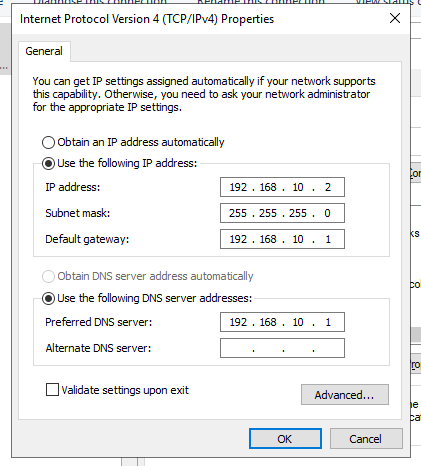 Diagnose this connection
Rename this connection
View status o
Internet Protocol Version 4 (TCP/IPv4) Properties
General
You can get IP settings assigned automatically if your network supports
this capability. Otherwise, you need to ask your network administrator
for the appropriate IP settings.
Obtain an IP address automatically
Use the following IP address:
IP address:
192 . 168 . 10 . 2
Subnet mask:
255 . 255 . 255 . 0
Default gateway:
192 . 168 . 10 . 1
Obtain DNS server address automatically
Use the following DNS server addresses:
Preferred DNS server:
192 . 168 . 10 . 1
Alternate DNS server:
. . .
Validate settings upon exit
Advanced...
OK
Cancel